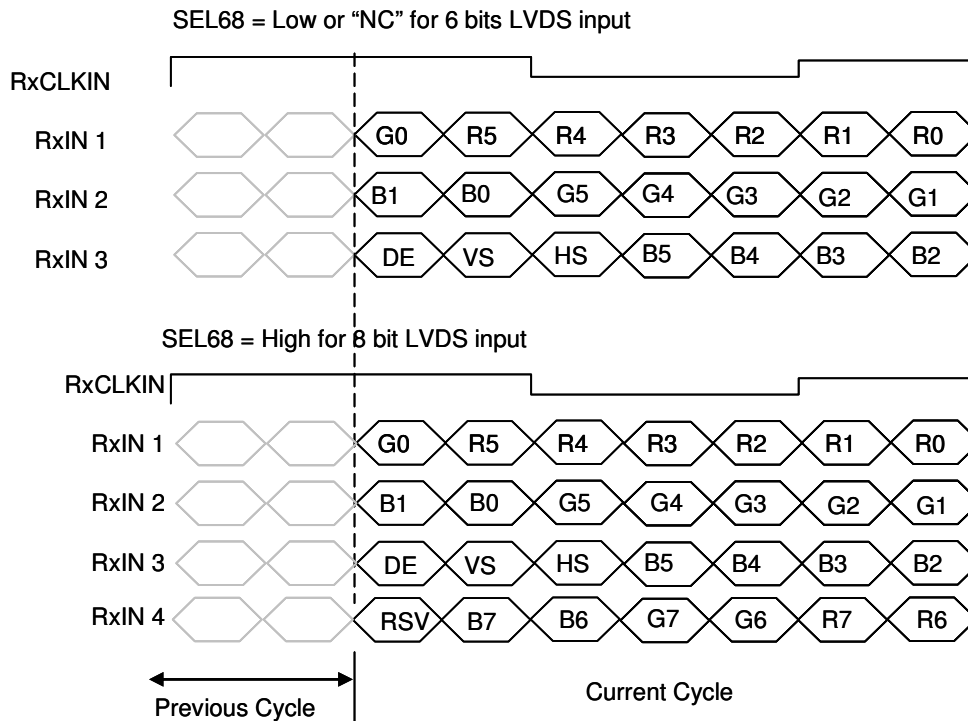 SEL68 = Low or “NC” for 6 bits LVDS input
RxCLKIN
RxIN 1 G0 R5 R4 R3 R2 R1 R0
RxIN 2 B1 B0 G5 G4 G3 G2 G1
RxIN 3 DE VS HS B5 B4 B3 B2
SEL68 = High for 8 bit LVDS input
RxCLKIN
RxIN 1 G0 R5 R4 R3 R2 R1 R0
RxIN 2 B1 B0 G5 G4 G3 G2 G1
RxIN 3 DE VS HS B5 B4 B3 B2
RxIN 4 RSV B7 B6 G7 G6 R7 R6
Previous Cycle Current Cycle